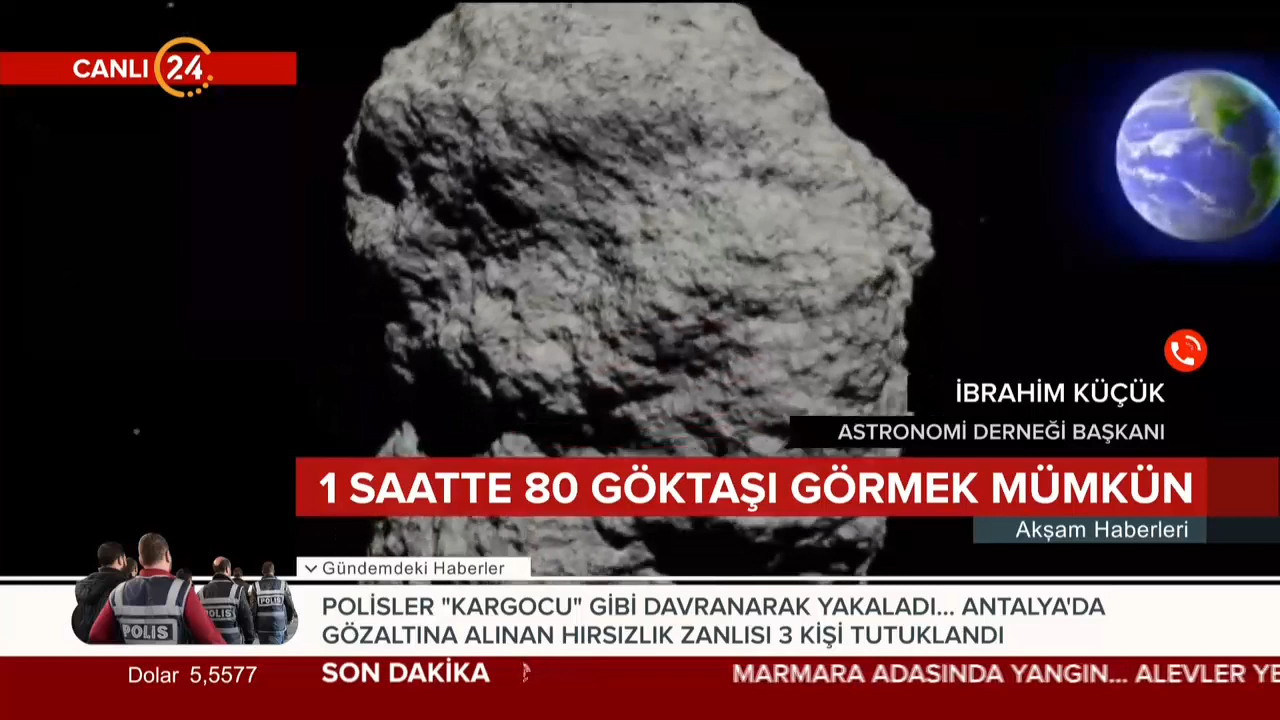 CANLI 24
İBRAHİM KÜÇÜK
ASTRONOMİ DERNEĞİ BAŞKANI
1 SAATTE 80 GÖKTAŞI GÖRMEK MÜMKÜN
Akşam Haberleri
Gündemdeki Haberler
POLİSLER "KARGOCU" GİBİ DAVRANARAK YAKALADI... ANTALYA'DA
GÖZALTINA ALINAN HIRSIZLIK ZANLISI 3 KİŞİ TUTUKLANDI
POLIS
POLIS
POLIS
Dolar 5,5577
SON DAKİKA
MARMARA ADASINDA YANGIN... ALEVLER YE